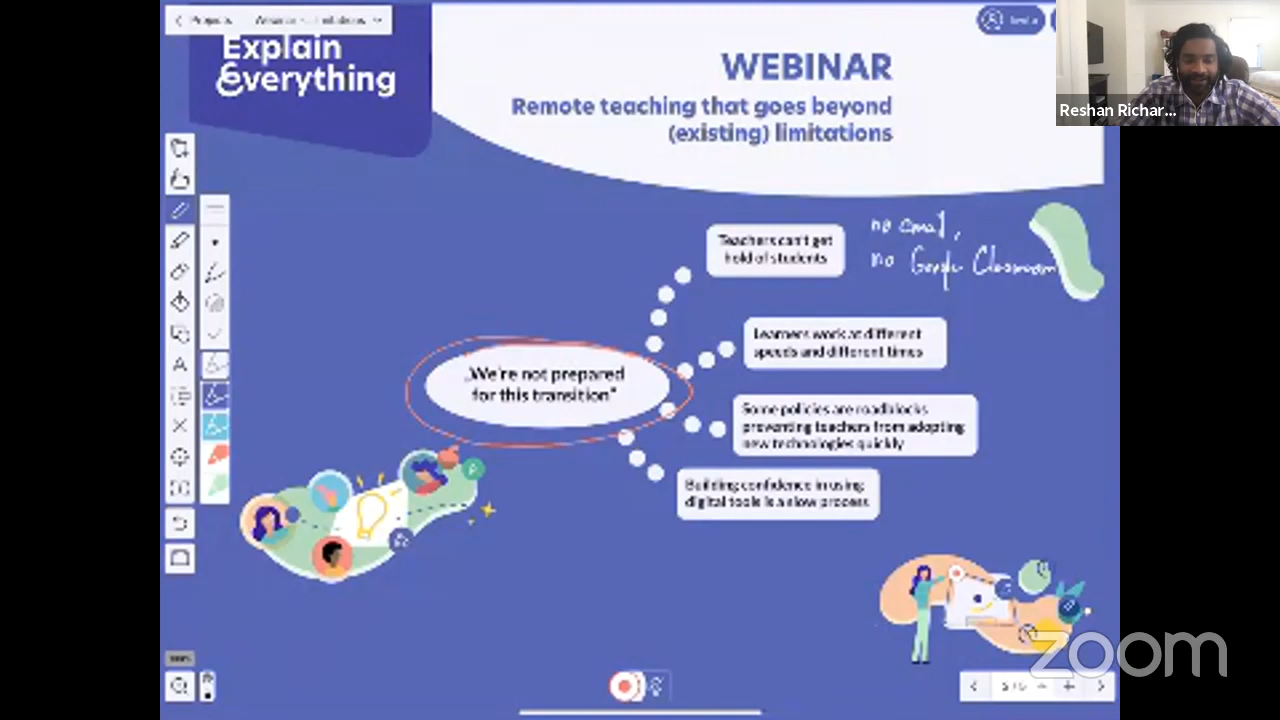 Projects
Explain
Everything
WEBINAR
Remote teaching that goes beyond
(existing) limitations
Reshan Richar...
Teachers can't get
hold of students
no email,
no Google Classroom
Learners work at different
speeds and different times
„We're not prepared
for this transition"
Some policies are roadblocks
preventing teachers from adopting
new technologies quickly
Building confidence in using
digital tools is a slow process
zoom